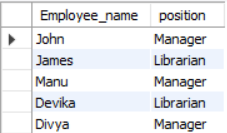 Employee_name position
John Manager
James Librarian
Manu Manager
Devika Librarian
Divya Manager